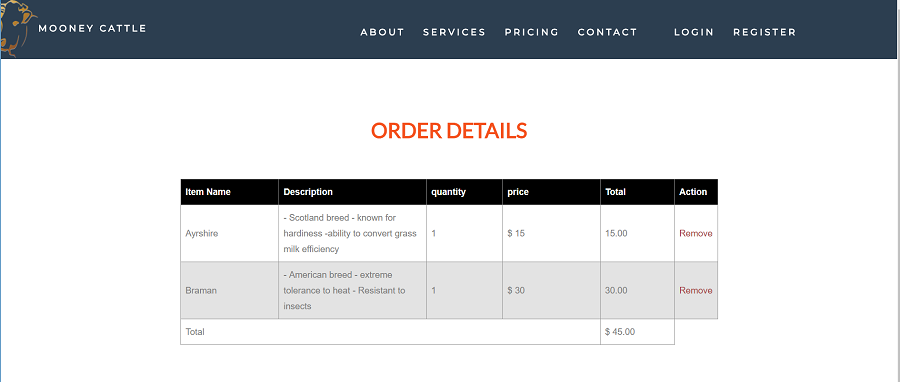 MOONEY CATTLE
ABOUT SERVICES PRICING CONTACT LOGIN REGISTER
ORDER DETAILS
Item Name Description quantity price Total Action
Ayrshire - Scotland breed - known for hardiness -ability to convert grass milk efficiency 1 $ 15 15.00 Remove
Braman - American breed - extreme tolerance to heat - Resistant to insects 1 $ 30 30.00 Remove
Total $ 45.00